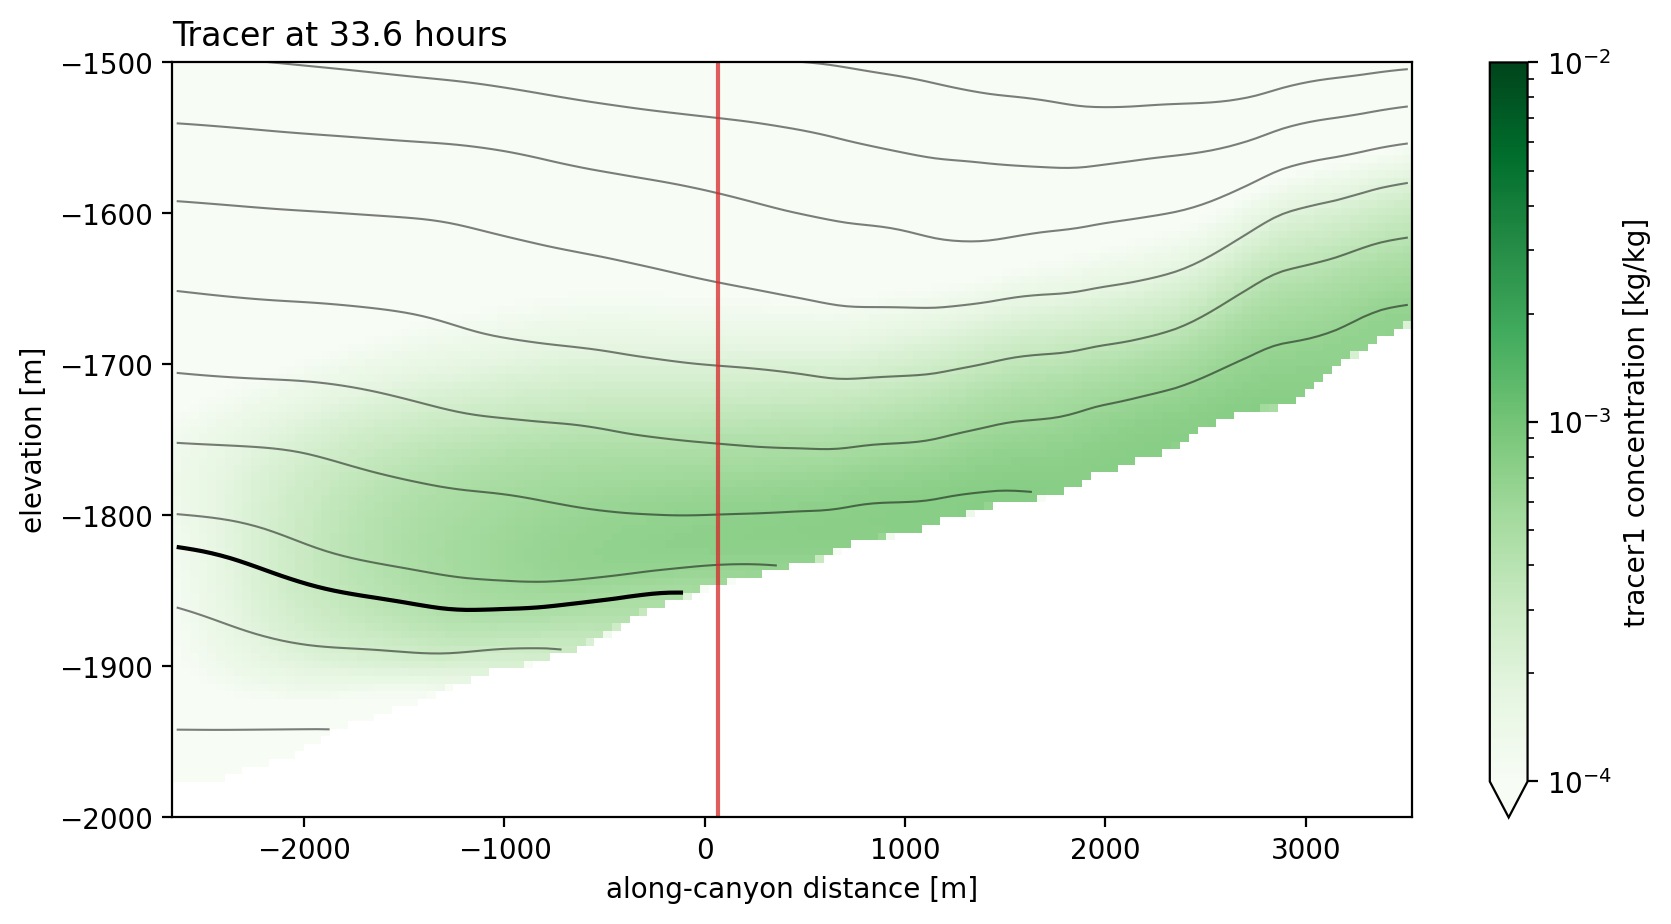 Tracer at 33.6 hours
−1500
−1600
−1700
−1800
−1900
−2000
elevation [m]
−2000 −1000 0 1000 2000 3000
along-canyon distance [m]
10⁻²
10⁻³
10⁻⁴
tracer1 concentration [kg/kg]